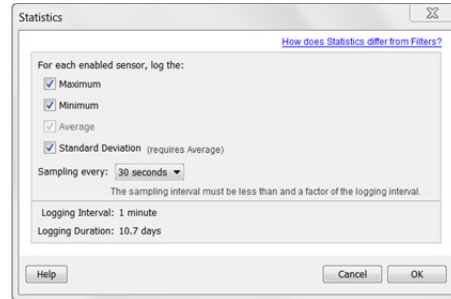 Statistics
How does Statistics differ from Filters?
For each enabled sensor, log the:
Maximum
Minimum
Average
Standard Deviation (requires Average)
Sampling every: 30 seconds
The sampling interval must be less than and a factor of the logging interval.
Logging Interval: 1 minute
Logging Duration: 10.7 days
Help Cancel OK